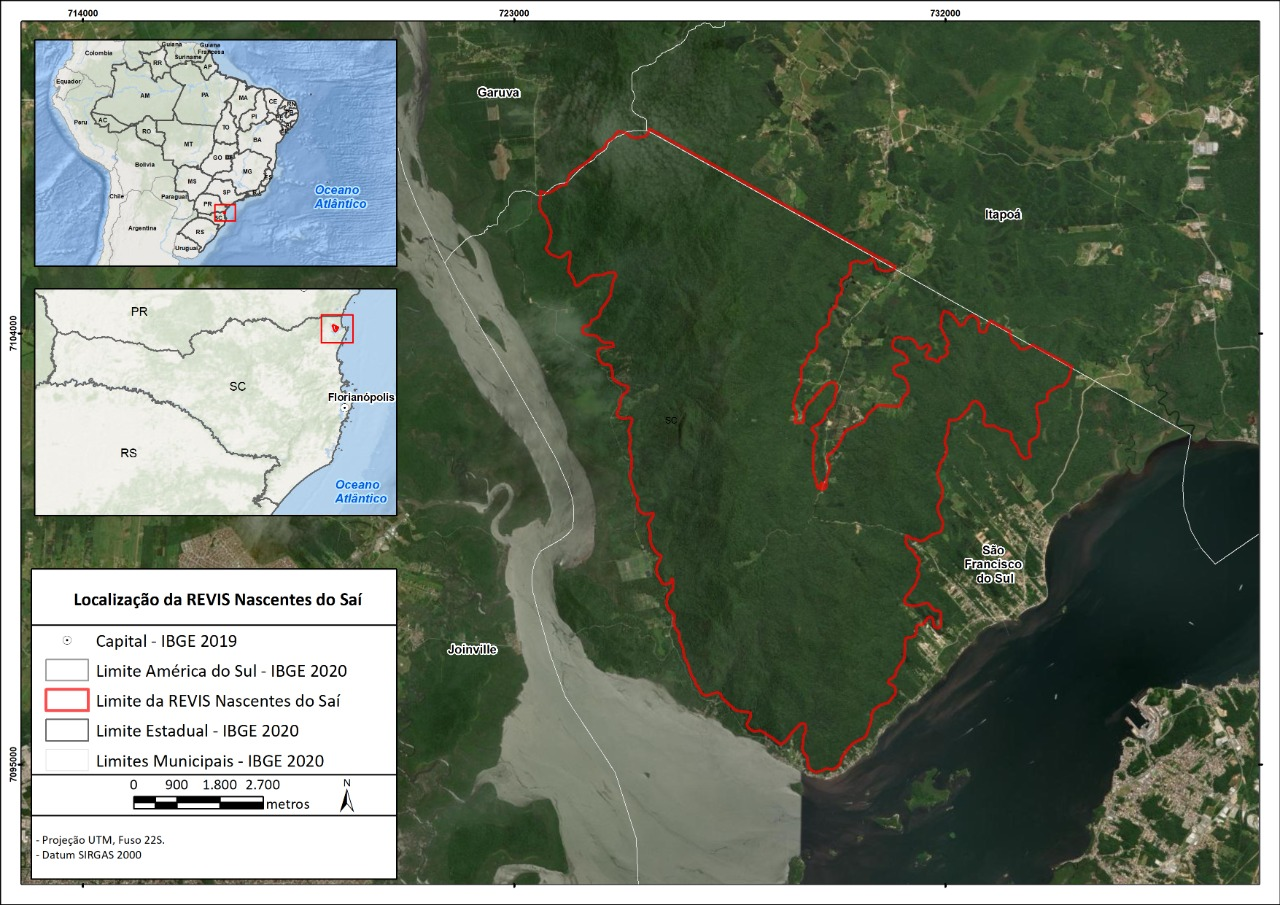 714000
723000
732000
Colombia
Guiana
Suriname
Guiana
Francesa
RR
AP
Equador
AM
PA
MA
CE
RN
PI
Peru
AC
RO
TO
BA
MT
GO
Bolivia
MG
ES
MS
SP
RJ
Oceano
Atlântico
Chile
Paraguai
PR
SC
Argentina
RS
Uruguai
PR
SC
Florianópolis
RS
Oceano
Atlântico
Garuva
Itapoá
7104000
SC
São
Francisco
do Sul
Joinville
7095000
Localização da REVIS Nascentes do Saí
Capital - IBGE 2019
Limite América do Sul - IBGE 2020
Limite da REVIS Nascentes do Saí
Limite Estadual - IBGE 2020
Limites Municipais - IBGE 2020
0 900 1.800 2.700
metros
N
- Projeção UTM, Fuso 22S.
- Datum SIRGAS 2000